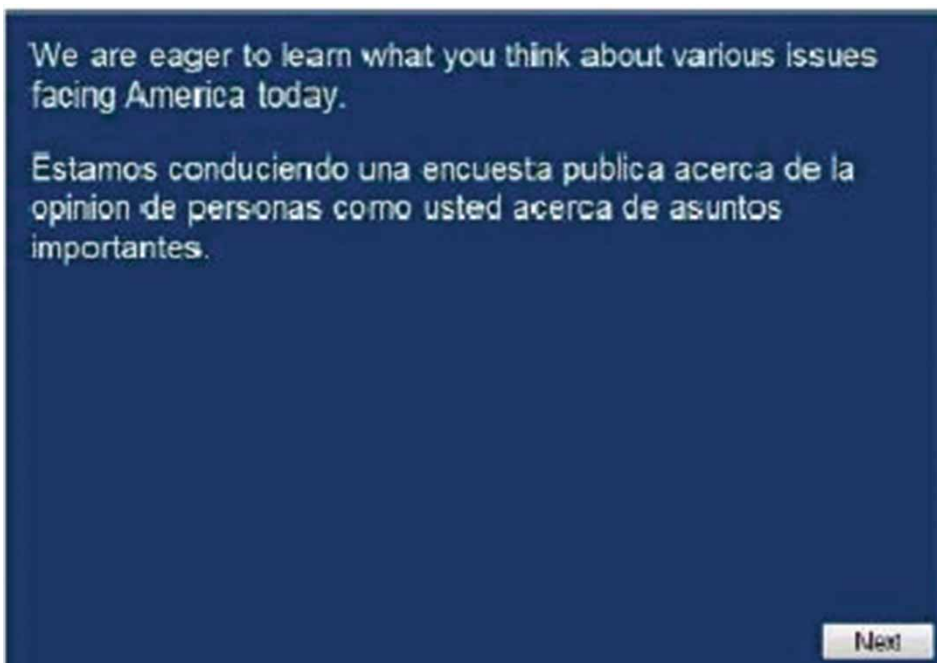 We are eager to learn what you think about various issues
facing America today.
Estamos conduciendo una encuesta publica acerca de la
opinion de personas como usted acerca de asuntos
importantes.
Next